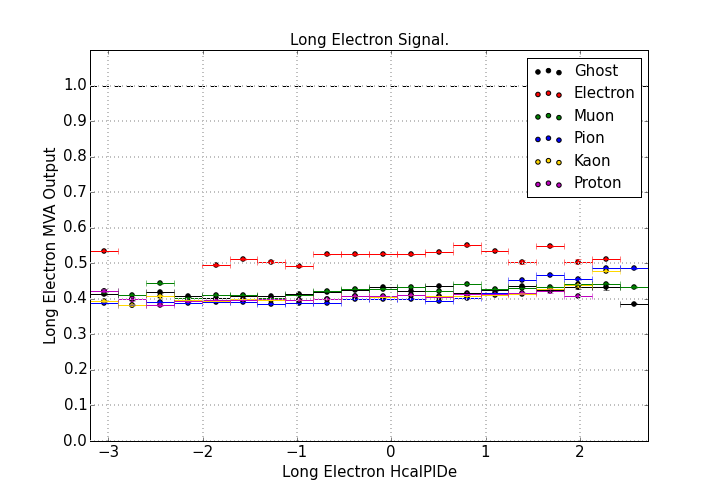 Long Electron Signal.
Long Electron MVA Output
1.0
0.9
0.8
0.7
0.6
0.5
0.4
0.3
0.2
0.1
0.0
Ghost
Electron
Muon
Pion
Kaon
Proton
−3 −2 −1 0 1 2
Long Electron HcalPIDe